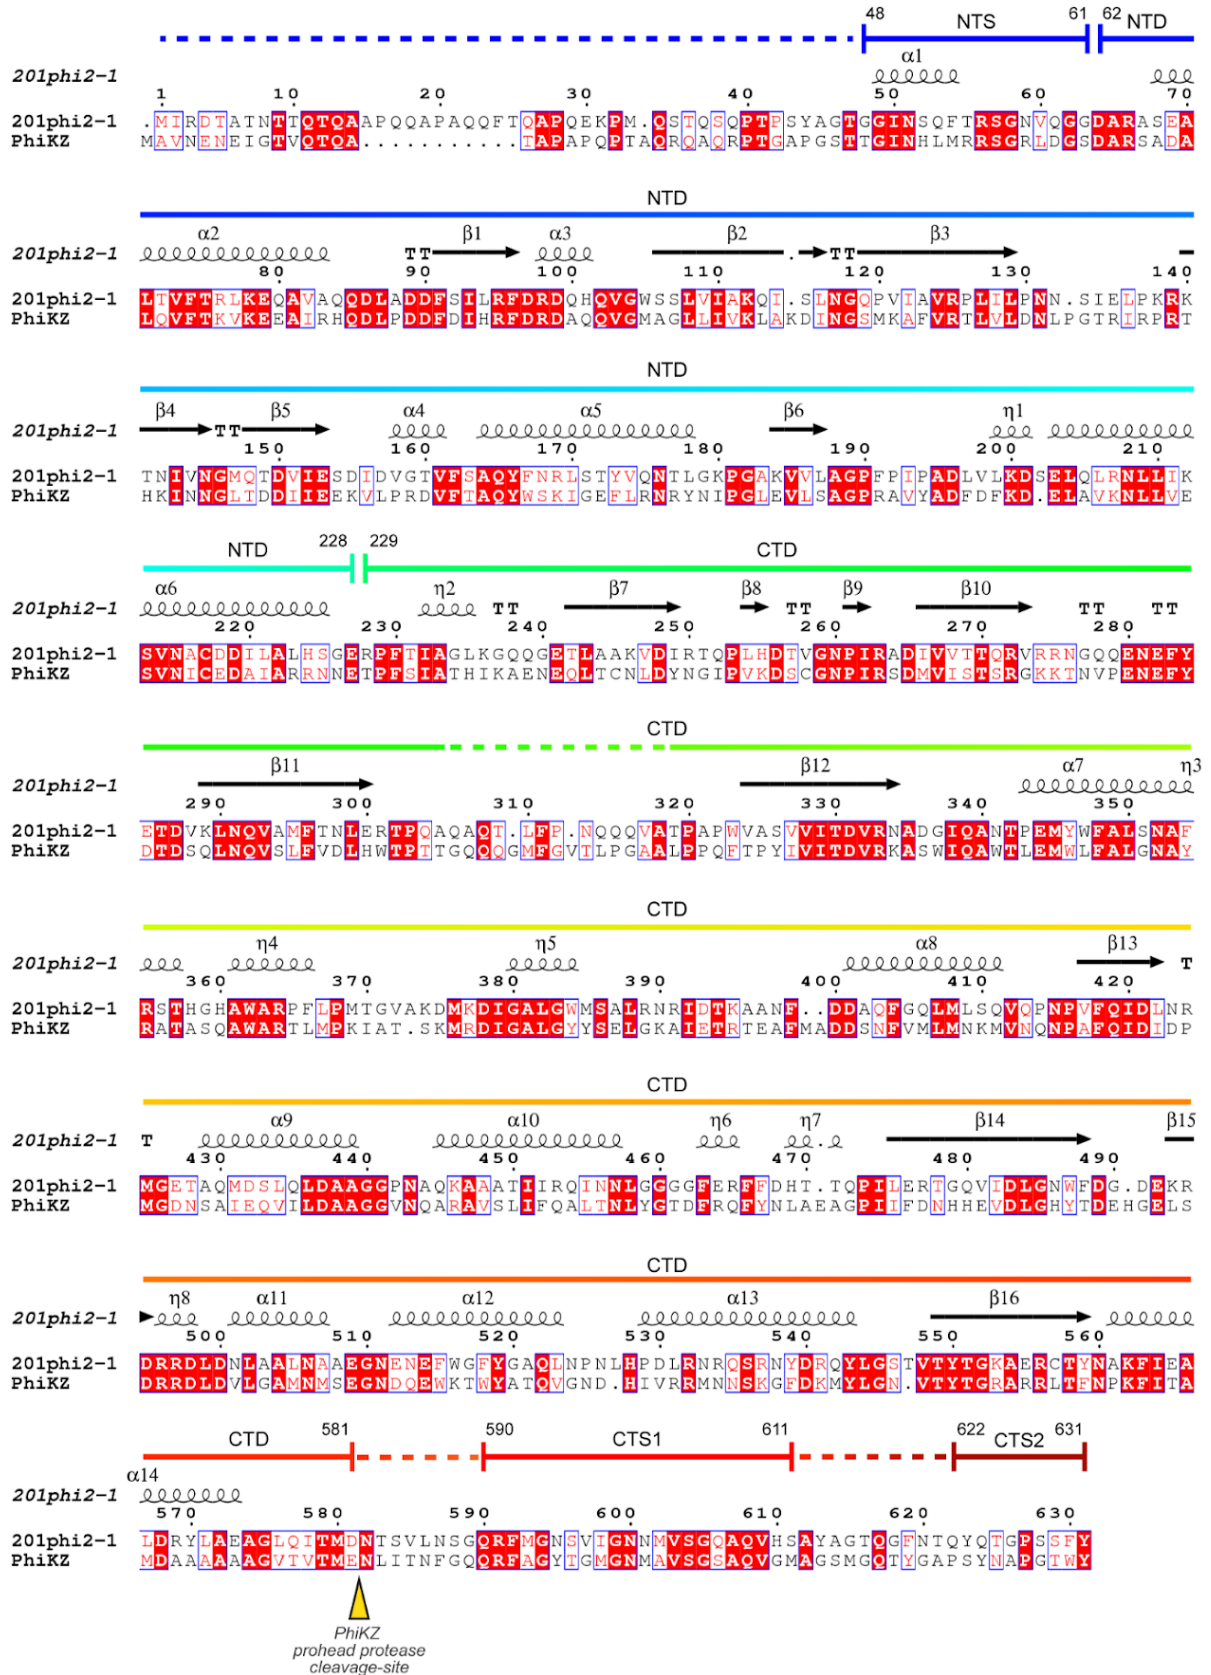 48 NTS 61 62 NTD
α1
201phi2-1
1 10 20 30 40 50 60 70
201phi2-1 .MIRDTATNTTQTQAAPQQAPAQQFTQAPQEKPM.QSTQSQPTPSYAGTGGINSQFTRSGNVQGGDARASEA
PhiKZ MAVNENEIGTVQTQA...........TAPAPQPTAQRQAQRPTGAPGSTTGINHLMRRSGRLDGSDARSADA
NTD
α2 β1 α3 β2 β3
201phi2-1 TT . TT
80 90 100 110 120 130 140
201phi2-1 LTVFTRLKEQAVAQQDLADDFSILRFDRDQHQVGWSSLVIAKQI.SLNGQPVIAVRPLILPNN.SIELPKRK
PhiKZ LQVFTKVKEEAIRHQDLPDDFDIHRFDRDAQQVGMAGLLIVKLAKDINGSMKAFVRTLVLDNLPGTRIRPRT
NTD
β4 β5 α4 α5 β6 η1
201phi2-1 TT
150 160 170 180 190 200 210
201phi2-1 TNIVNGMQTDVIESDIDVGTVFSAQYFNRLSTYVQNTLGKPGAKVVLAGPFPIPADLVLKDSELQLRNLLIK
PhiKZ HKINNGLTDDIIEEKVLPRDVFTAQYWSKIGEFLRNRYNIPGLEVLSAGPRAVYADFDFKD.ELAVKNLLVE
NTD 228 229 CTD
α6 η2 β7 β8 β9 β10
201phi2-1 TT TT TT TT
220 230 240 250 260 270 280
201phi2-1 SVNACDDILALHSGERPFTIAGLKGQQGETLAAKVDIRTQPLHDTVGNPIRADIVVTTQRVRRNGQQENEFY
PhiKZ SVNICEDAIARRNNETPFSIATHIKAENEQLTCNLDYNGIPVKDSCGNPIRSDMVISTSRGKKTNVPENEFY
CTD
β11 β12 α7 η3
201phi2-1
290 300 310 320 330 340 350
201phi2-1 ETDVKLNQVAMFTNLERTPQAQAQT.LFP.NQQQVATPAPWVASVVITDVRNADGIQANTPEMYWFALSNAF
PhiKZ DTDSQLNQVSLFVDLHWTPTTGQQQGMFGVTLPGAALPPQFTPYIVITDVRKASWIQAWTLEMWLFALGNAY
CTD
η4 η5 α8 β13
201phi2-1 T
360 370 380 390 400 410 420
201phi2-1 RSTHGHAWARPFLPMTGVAKDMKDIGALGWMSALRNRIDTKAANF..DDAQFGQLMLSQVQPNPVFQIDLNR
PhiKZ RATASQAWARTLMPKIAT.SKMRDIGALGYYSELGKAIETRTEAFMADDSNFVMLMNKMVNQNPAFQIDIDP
CTD
α9 α10 η6 η7 β14 β15
201phi2-1 T .
430 440 450 460 470 480 490
201phi2-1 MGETAQMDSLQLDAAGGPNAQKAAATIIRQINNLGGGGFERFFDHT.TQPILERTGQVIDLGNWFDG.DEKR
PhiKZ MGDNSAIEQVILDAAGGVNQARAVSLIFQALTNLYGTDFRQFYNLAEAGPIIFDNHHEVDLGHYTDEHGELS
CTD
η8 α11 α12 α13 β16
201phi2-1
500 510 520 530 540 550 560
201phi2-1 DRRDLDNLAALNAAEGNENEFWGFYGAQLNPNLHPDLRNRQSRNYDRQYLGSTVTYTGKAERCTYNAKFIEA
PhiKZ DRRDLDVLGAMNMSEGNDQEWKTWYATQVGND.HIVRRMNNSKGFDKMYLGN.VTYTGRARRLTFNPKFITA
CTD 581 590 CTS1 611 622 CTS2 631
α14
201phi2-1
570 580 590 600 610 620 630
201phi2-1 LDRYLAEAGLQITMDNTSVLNSGQRFMGNSVIGNNMVSGQAQVHSAYAGTQGFNTQYQTGPSSFY
PhiKZ MDAAAAAAGVTVTMENLITNFGQQRFAGYTGMGNMAVSGSAQVGMAGSMGQTYGAPSYNAPGTWY
PhiKZ
prohead protease
cleavage-site